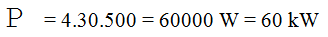 P = 4.30.500 = 60000 W = 60 kW